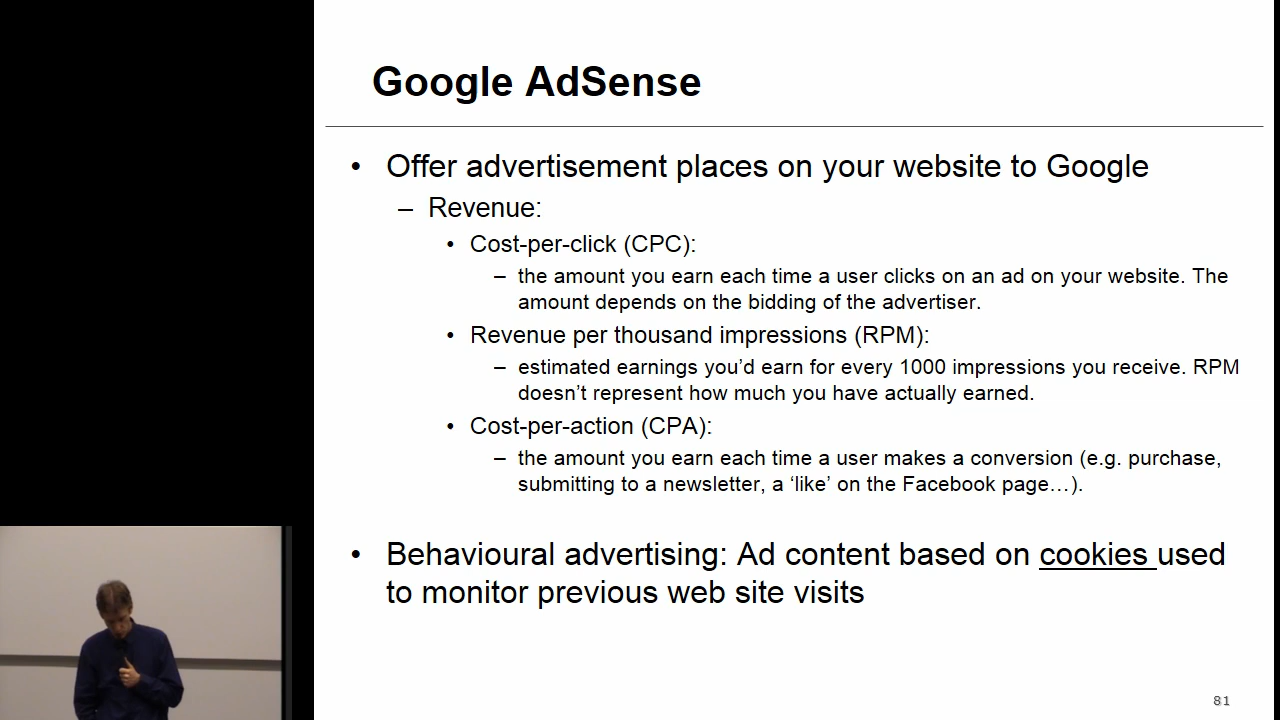 Google AdSense
• Offer advertisement places on your website to Google
– Revenue:
• Cost-per-click (CPC):
– the amount you earn each time a user clicks on an ad on your website. The
amount depends on the bidding of the advertiser.
• Revenue per thousand impressions (RPM):
– estimated earnings you’d earn for every 1000 impressions you receive. RPM
doesn’t represent how much you have actually earned.
• Cost-per-action (CPA):
– the amount you earn each time a user makes a conversion (e.g. purchase,
submitting to a newsletter, a ‘like’ on the Facebook page…).
• Behavioural advertising: Ad content based on cookies used
to monitor previous web site visits
81